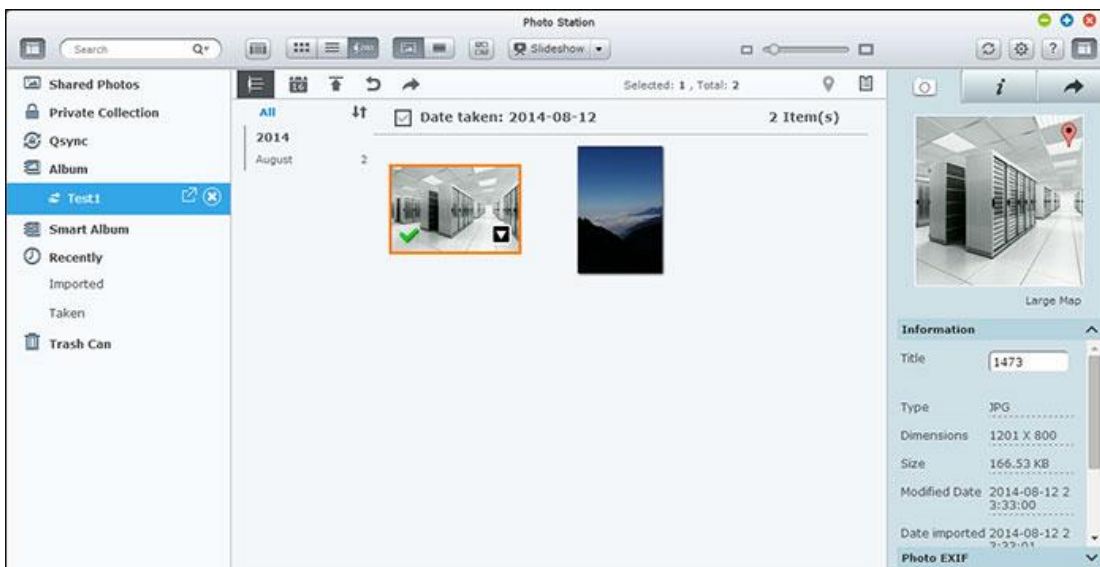 Photo Station
Search
Slideshow
Shared Photos
Private Collection
Qsync
Album
Test1
Smart Album
Recently
Imported
Taken
Trash Can
Selected: 1 , Total: 2
All
2014
August 2
Date taken: 2014-08-12 2 Item(s)
Large Map
Information
Title 1473
Type JPG
Dimensions 1201 X 800
Size 166.53 KB
Modified Date 2014-08-12 2
3:33:00
Date imported 2014-08-12 2
Photo EXIF